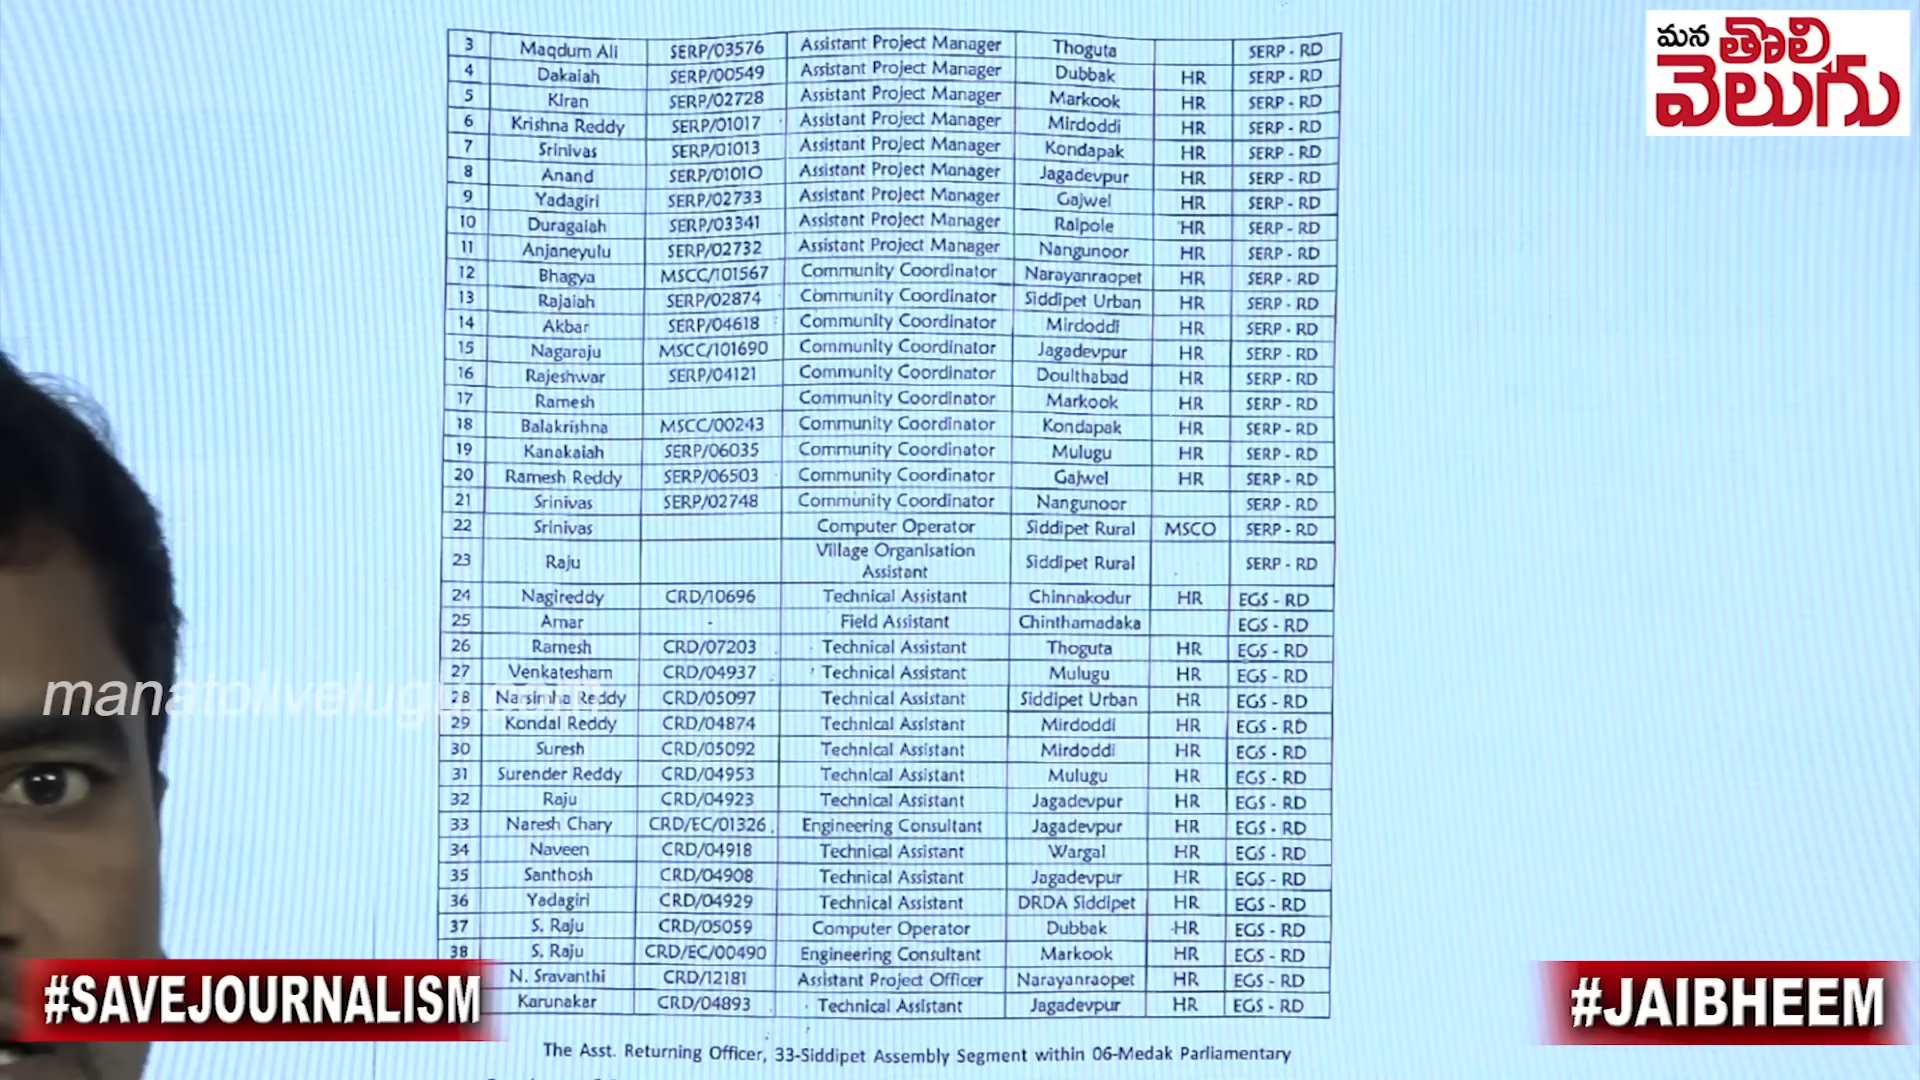 మన తొలి
వెలుగు
3 Maqdum Ali SERP/03576 Assistant Project Manager Thoguta SERP - RD
4 Dakaiah SERP/00549 Assistant Project Manager Dubbak HR SERP - RD
5 Kiran SERP/02728 Assistant Project Manager Markook HR SERP - RD
6 Krishna Reddy SERP/01017 Assistant Project Manager Mirdoddi HR SERP - RD
7 Srinivas SERP/01013 Assistant Project Manager Kondapak HR SERP - RD
8 Anand SERP/01010 Assistant Project Manager Jagadevpur HR SERP - RD
9 Yadagiri SERP/02733 Assistant Project Manager Gajwel HR SERP - RD
10 Duragaiah SERP/03341 Assistant Project Manager Raipole HR SERP - RD
11 Anjaneyulu SERP/02732 Assistant Project Manager Nangunoor HR SERP - RD
12 Bhagya MSCC/101567 Community Coordinator Narayanraopet HR SERP - RD
13 Rajaiah SERP/02874 Community Coordinator Siddipet Urban HR SERP - RD
14 Akbar SERP/04618 Community Coordinator Mirdoddi HR SERP - RD
15 Nagaraju MSCC/101690 Community Coordinator Jagadevpur HR SERP - RD
16 Rajeshwar SERP/04121 Community Coordinator Doulthabad HR SERP - RD
17 Ramesh Community Coordinator Markook HR SERP - RD
18 Balakrishna MSCC/00243 Community Coordinator Kondapak HR SERP - RD
19 Kanakaiah SERP/06035 Community Coordinator Mulugu HR SERP - RD
20 Ramesh Reddy SERP/06503 Community Coordinator Gajwel HR SERP - RD
21 Srinivas SERP/02748 Community Coordinator Nangunoor SERP - RD
22 Srinivas Computer Operator Siddipet Rural MSCO SERP - RD
23 Raju Village Organisation Assistant Siddipet Rural SERP - RD
24 Nagireddy CRD/10696 Technical Assistant Chinnakodur HR EGS - RD
25 Amar - Field Assistant Chinthamadaka EGS - RD
26 Ramesh CRD/07203 Technical Assistant Thoguta HR EGS - RD
27 Venkatesham CRD/04937 Technical Assistant Mulugu HR EGS - RD
manatolivelugu
28 Narsimha Reddy CRD/05097 Technical Assistant Siddipet Urban HR EGS - RD
29 Kondal Reddy CRD/04874 Technical Assistant Mirdoddi HR EGS - RD
30 Suresh CRD/05092 Technical Assistant Mirdoddi HR EGS - RD
31 Surender Reddy CRD/04953 Technical Assistant Mulugu HR EGS - RD
32 Raju CRD/04923 Technical Assistant Jagadevpur HR EGS - RD
33 Naresh Chary CRD/EC/01326 Engineering Consultant Jagadevpur HR EGS - RD
34 Naveen CRD/04918 Technical Assistant Wargal HR EGS - RD
35 Santhosh CRD/04908 Technical Assistant Jagadevpur HR EGS - RD
36 Yadagiri CRD/04929 Technical Assistant DRDA Siddipet HR EGS - RD
37 S. Raju CRD/05059 Computer Operator Dubbak HR EGS - RD
38 S. Raju CRD/EC/00490 Engineering Consultant Markook HR EGS - RD
N. Sravanthi CRD/12181 Assistant Project Officer Narayanraopet HR EGS - RD
Karunakar CRD/04893 Technical Assistant Jagadevpur HR EGS - RD
#SAVEJOURNALISM
#JAIBHEEM
The Asst. Returning Officer, 33-Siddipet Assembly Segment within 06-Medak Parliamentary